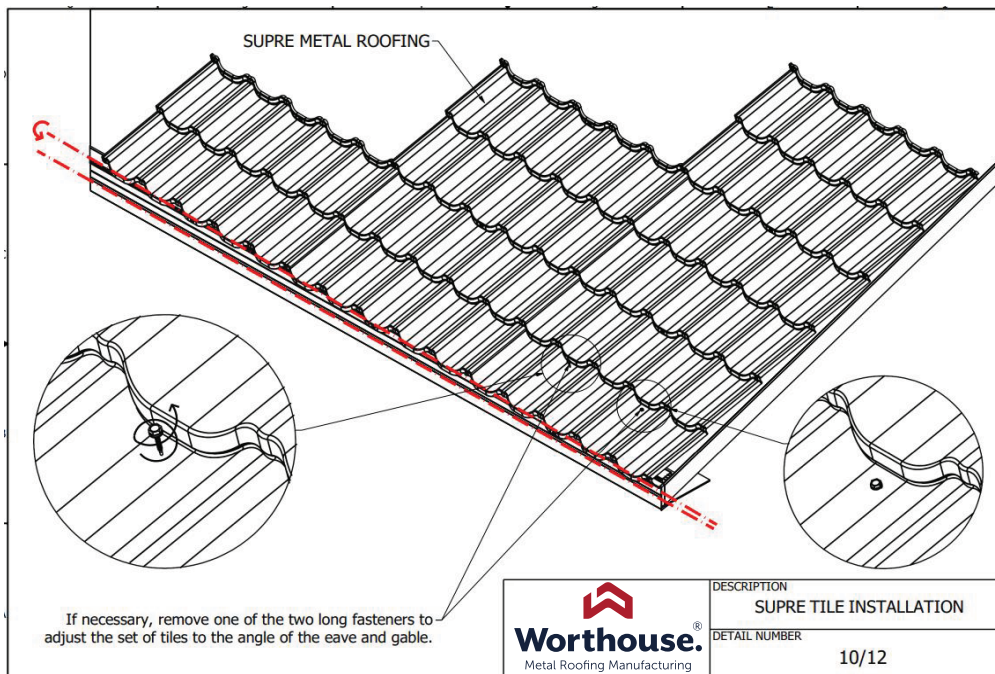 SUPRE METAL ROOFING
If necessary, remove one of the two long fasteners to
adjust the set of tiles to the angle of the eave and gable.
Worthouse.®
Metal Roofing Manufacturing
DESCRIPTION
SUPRE TILE INSTALLATION
DETAIL NUMBER
10/12